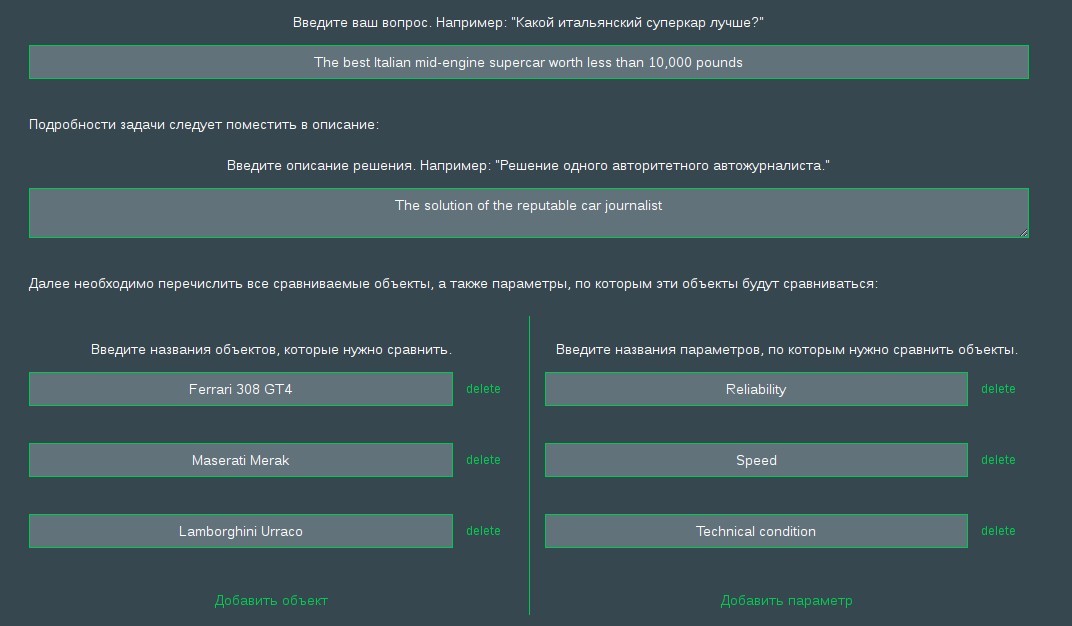 Введите ваш вопрос. Например: "Какой итальянский суперкар лучше?"
The best Italian mid-engine supercar worth less than 10,000 pounds
Подробности задачи следует поместить в описание:
Введите описание решения. Например: "Решение одного авторитетного автожурналиста."
The solution of the reputable car journalist
Далее необходимо перечислить все сравниваемые объекты, а также параметры, по которым эти объекты будут сравниваться:
Введите названия объектов, которые нужно сравнить.
Ferrari 308 GT4 delete
Maserati Merak delete
Lamborghini Urraco delete
Добавить объект
Введите названия параметров, по которым нужно сравнить объекты.
Reliability delete
Speed delete
Technical condition delete
Добавить параметр